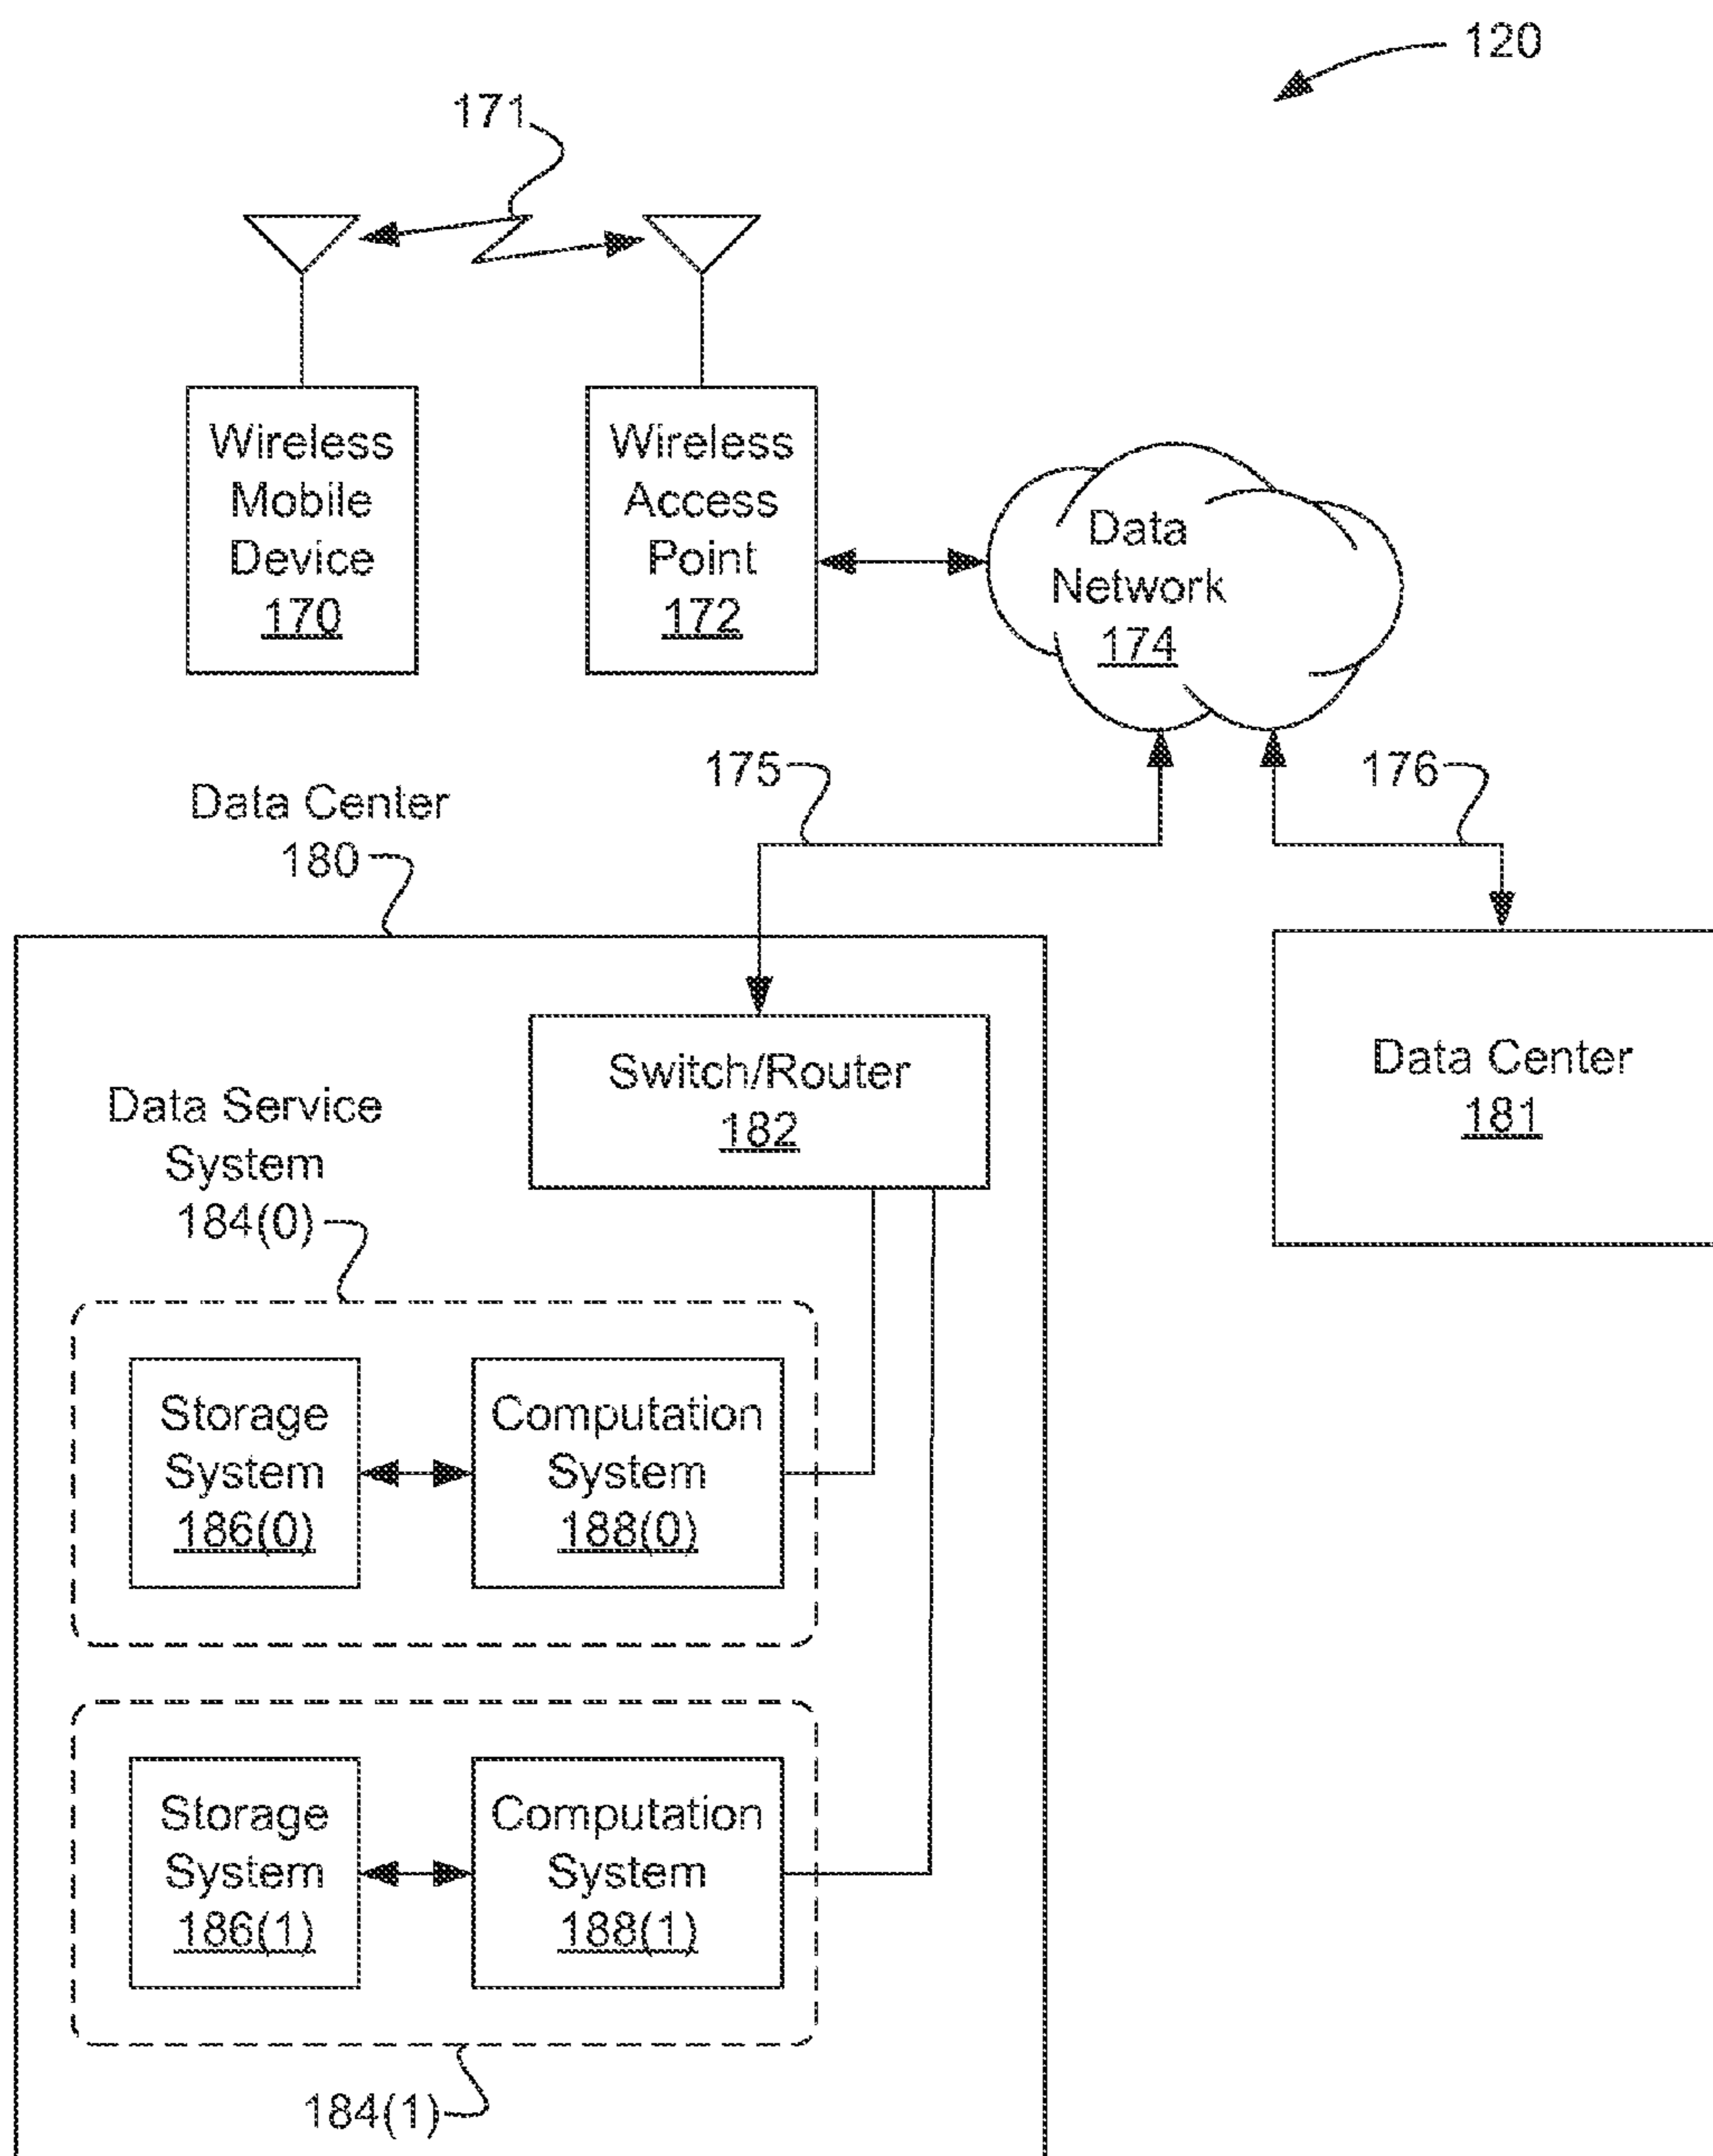 120
171
Wireless
Mobile
Device
170
Wireless
Access
Point
172
Data
Network
174
175
176
Data Center
180
Switch/Router
182
Data Center
181
Data Service
System
184(0)
Storage
System
186(0)
Computation
System
188(0)
Storage
System
186(1)
Computation
System
188(1)
184(1)